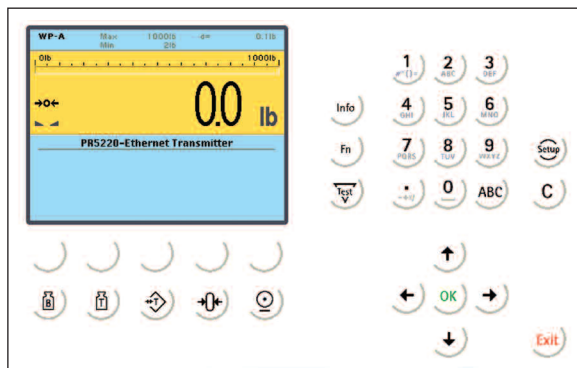 WP-A Max 1000lb d= 0.1lb
Min 2lb
0lb 1000lb
→0←
0.0 lb
PR5220-Ethernet Transmitter
1 2 ABC 3 DEF
Info 4 GHI 5 JKL 6 MNO
Fn 7 PQRS 8 TUV 9 WXYZ Setup
Test . 0 ABC C
B T →T 0
OK
Exit